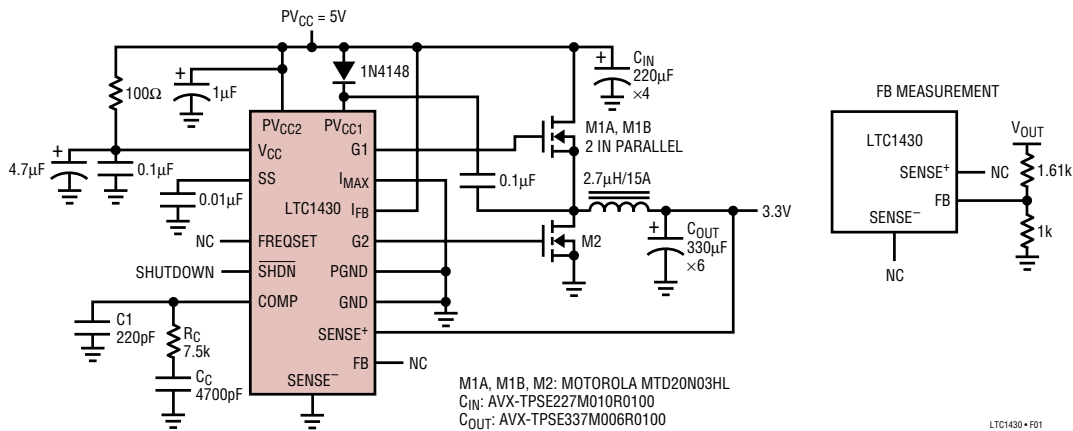 PVCC = 5V
100Ω
1µF
1N4148
CIN
220µF
×4
4.7µF
0.1µF
0.01µF
PVCC2
PVCC1
VCC
SS
LTC1430
FREQSET
SHDN
COMP
SENSE–
G1
IMAX
IFB
G2
PGND
GND
SENSE+
FB
NC
SHUTDOWN
NC
M1A, M1B
2 IN PARALLEL
0.1µF
2.7µH/15A
3.3V
M2
COUT
330µF
×6
C1
220pF
RC
7.5k
CC
4700pF
M1A, M1B, M2: MOTOROLA MTD20N03HL
CIN: AVX-TPSE227M010R0100
COUT: AVX-TPSE337M006R0100
FB MEASUREMENT
LTC1430
SENSE+
FB
SENSE–
NC
NC
VOUT
1.61k
1k
LTC1430 • F01